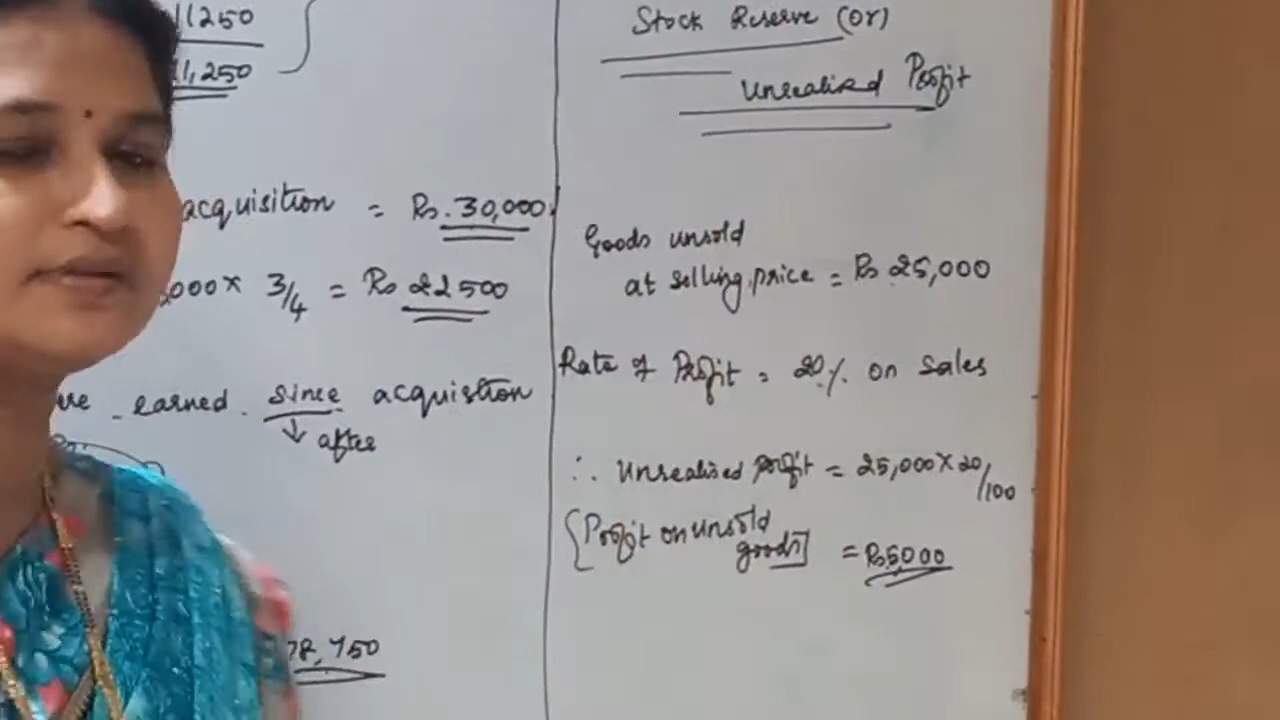 11250
11,250
acquisition = Rs. 30,000
000 × 3/4 = Rs 22500
earned since acquistion
↓ after
78,750
Stock Reserve (or)
Unrealised Profit
Goods unsold
at selling price = Rs 25,000
Rate of Profit = 20% on Sales
∴ Unrealised profit = 25,000 × 20/100
[Profit on unsold
goods] = Rs5000